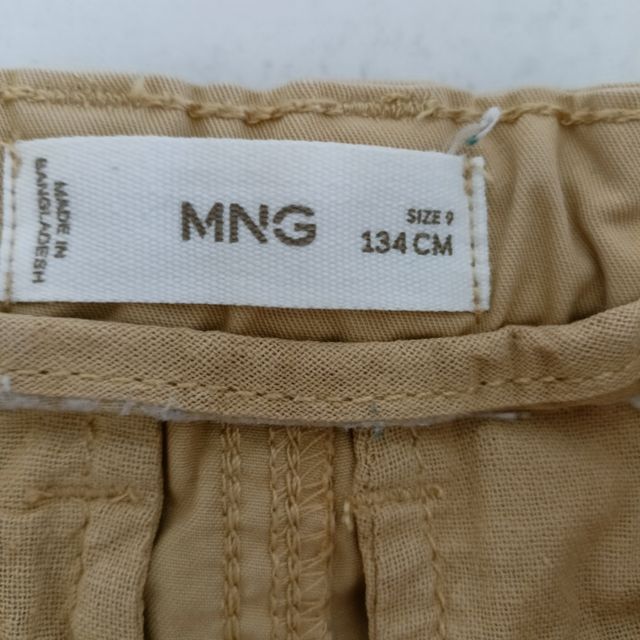 MADE IN
BANGLADESH
MNG
SIZE 9
134 CM